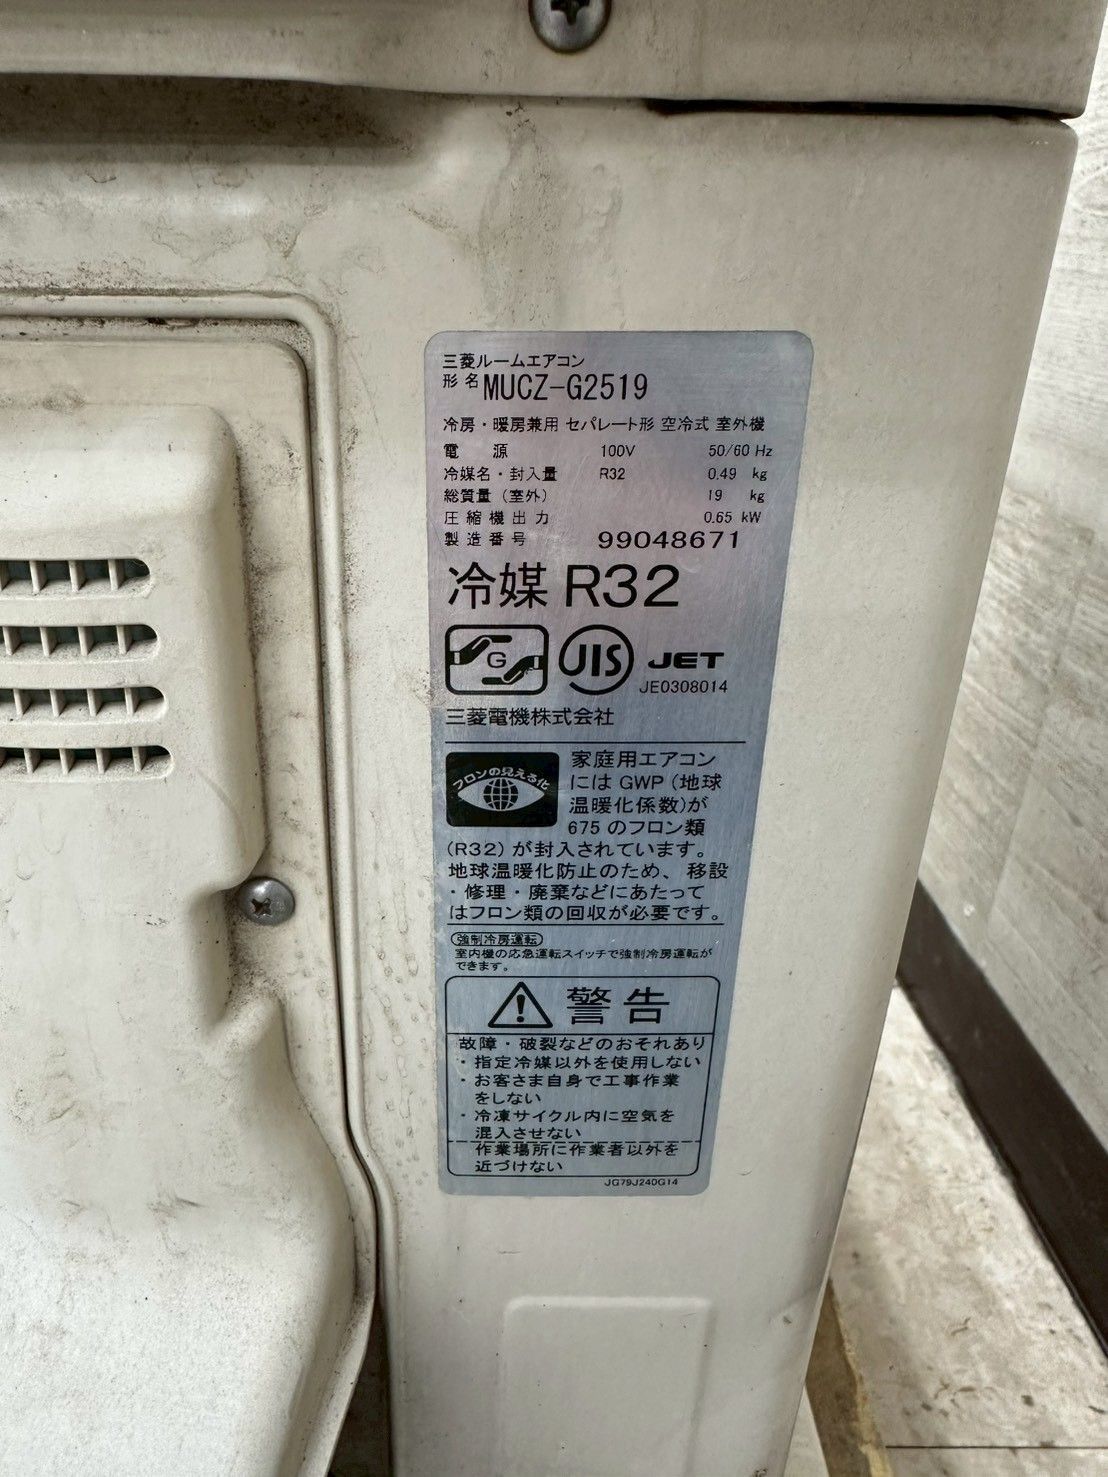 三菱ルームエアコン
形名 MUCZ-G2519
冷房・暖房兼用 セパレート形 空冷式 室外機
電源 100V 50/60 Hz
冷媒名・封入量 R32 0.49 kg
総質量（室外） 19 kg
圧縮機出力 0.65 kW
製造番号 99048671
冷媒 R32
G JIS JET
JE0308014
三菱電機株式会社
フロンの見える化
家庭用エアコン
には GWP（地球
温暖化係数)が
675 のフロン類
(R32) が封入されています。
地球温暖化防止のため、移設
・修理・廃棄などにあたって
はフロン類の回収が必要です。
強制冷房運転
室内機の応急運転スイッチで強制冷房運転が
できます。
警告
故障・破裂などのおそれあり
・指定冷媒以外を使用しない
・お客さま自身で工事作業
をしない
・冷凍サイクル内に空気を
混入させない
作業場所に作業者以外を
近づけない
JG79J240G14